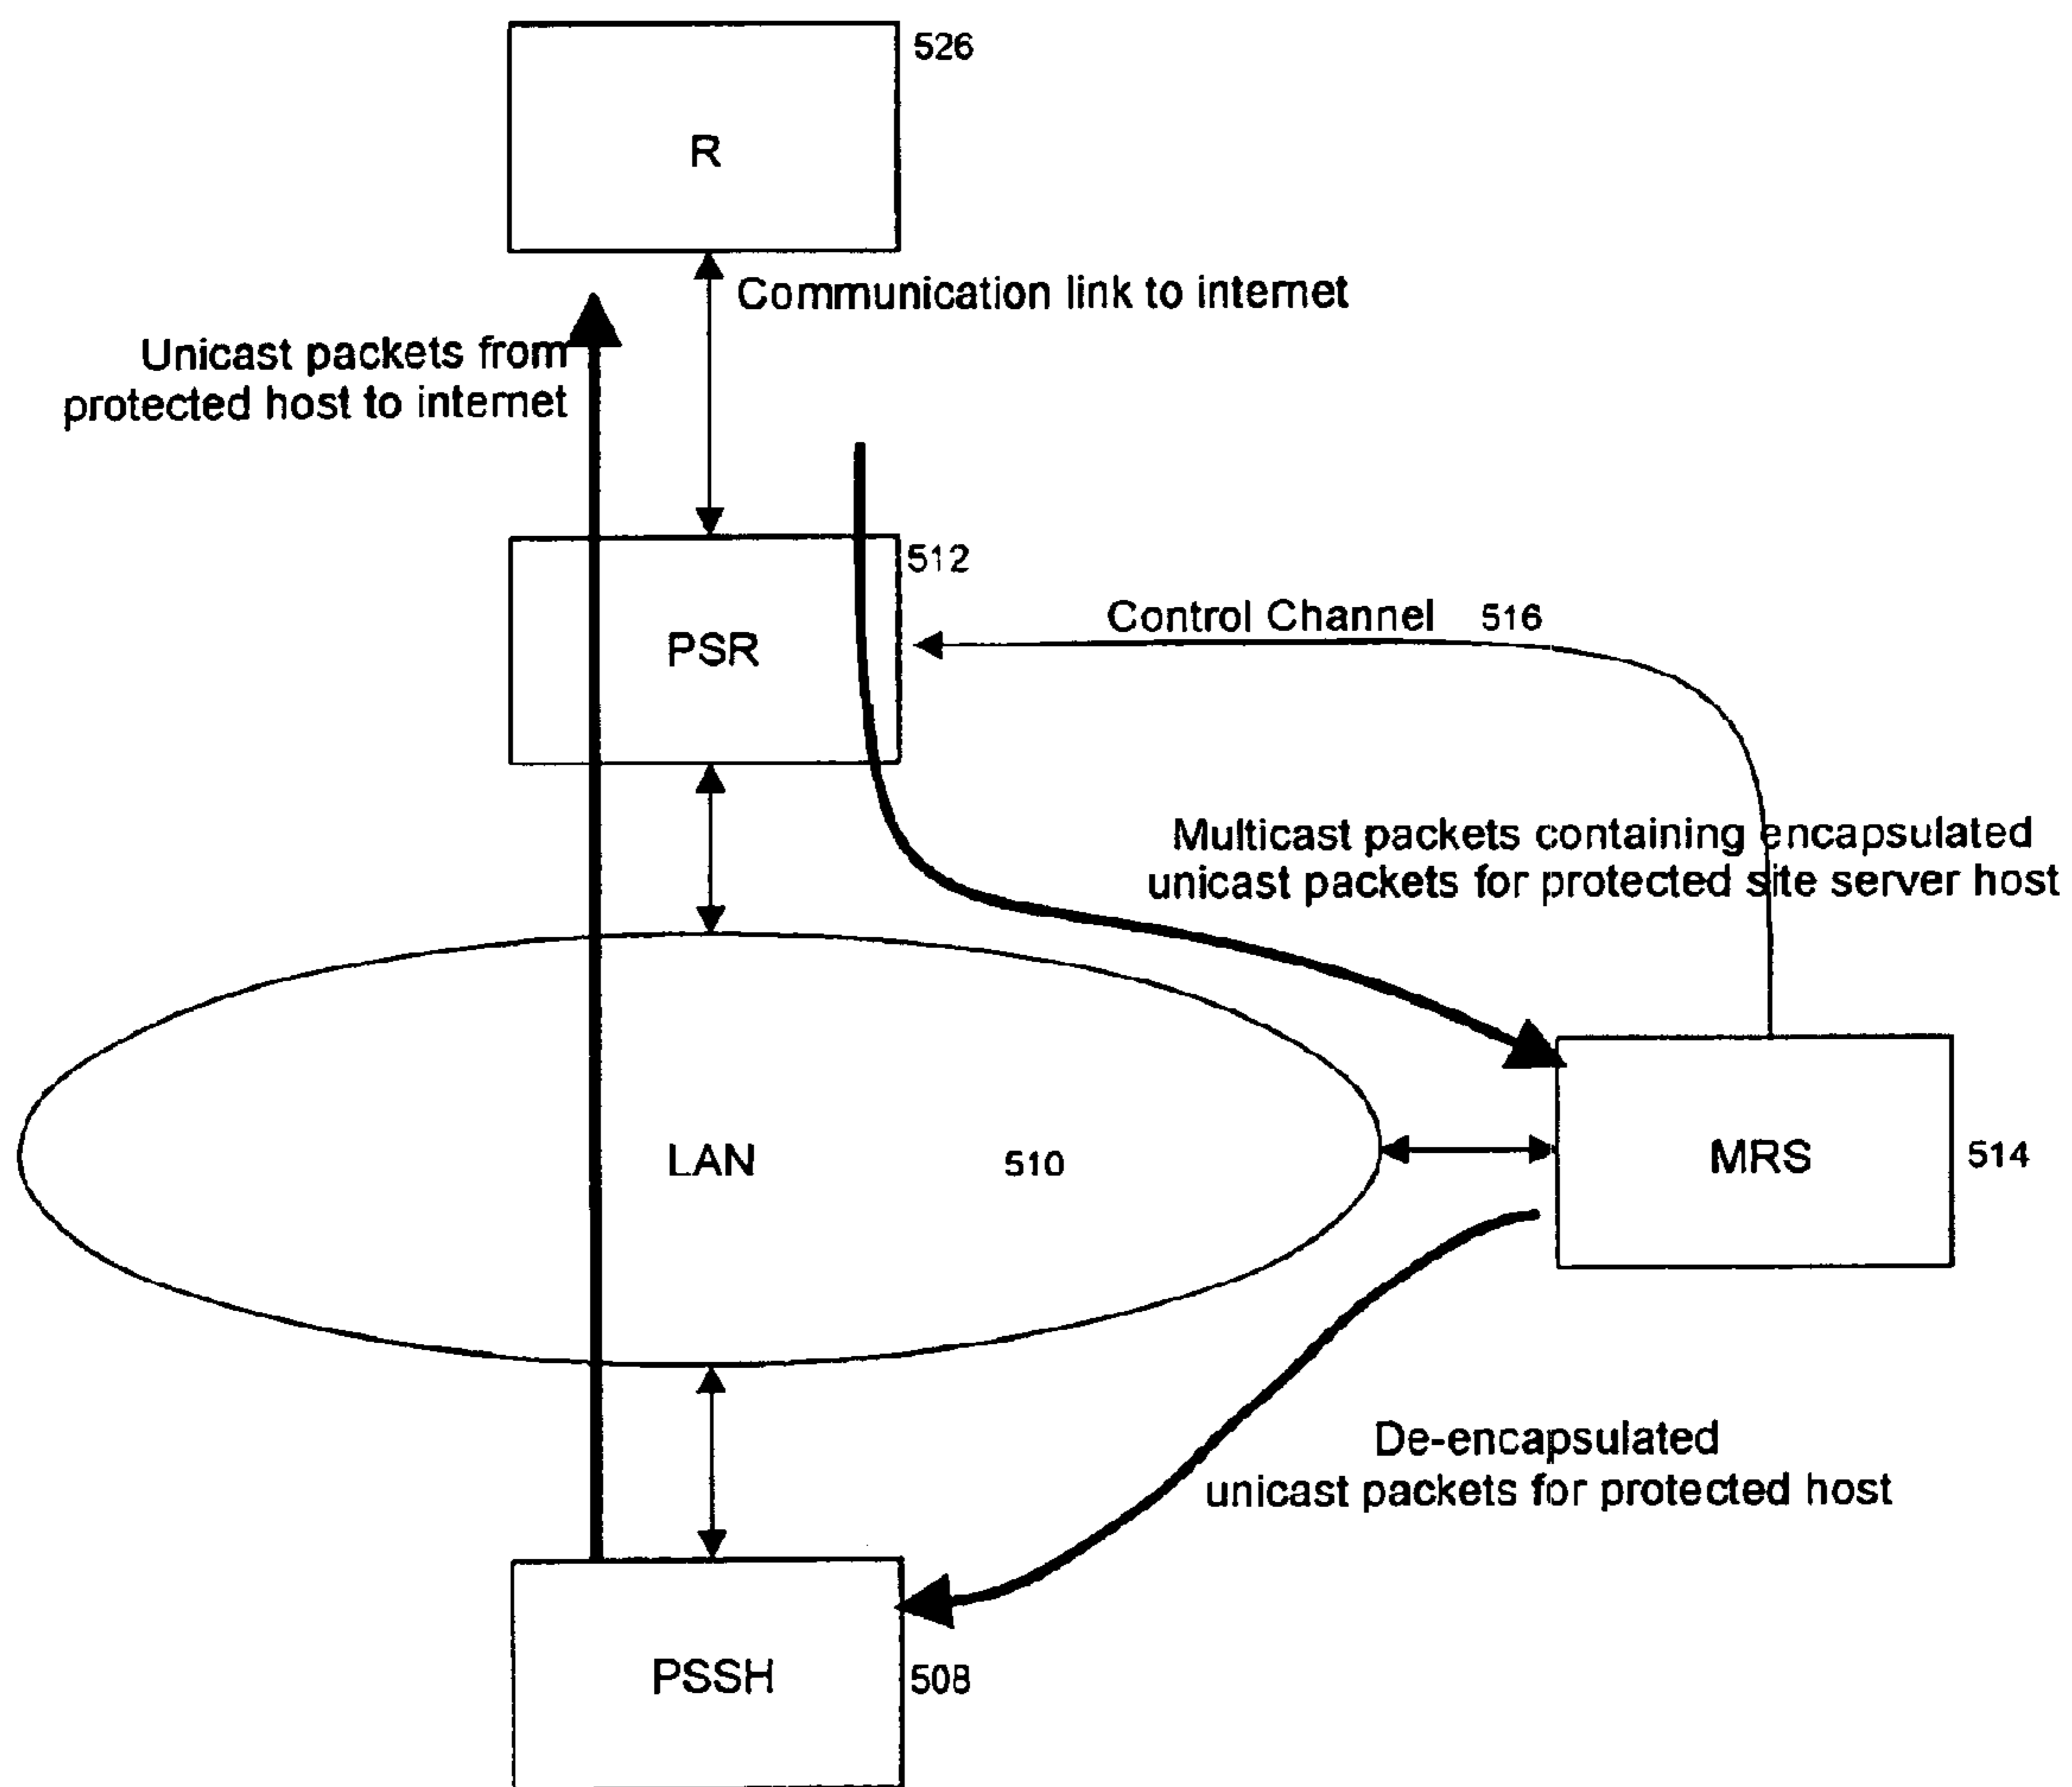 526
R
Communication link to internet
Unicast packets from
protected host to internet
512
PSR
Control Channel 516
Multicast packets containing encapsulated
unicast packets for protected site server host
LAN 510
MRS 514
De-encapsulated
unicast packets for protected host
PSSH 508